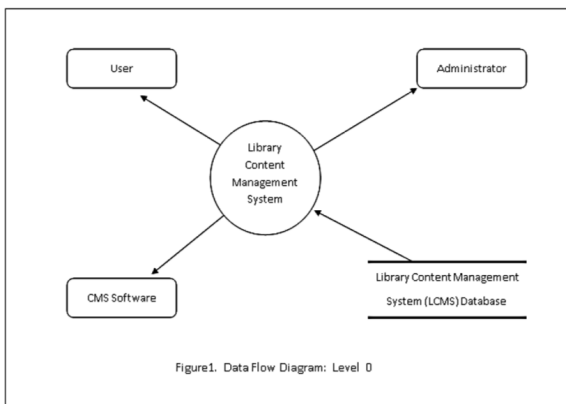 User
Administrator
Library
Content
Management
System
CMS Software
Library Content Management
System (LCMS) Database
Figure1. Data Flow Diagram: Level 0